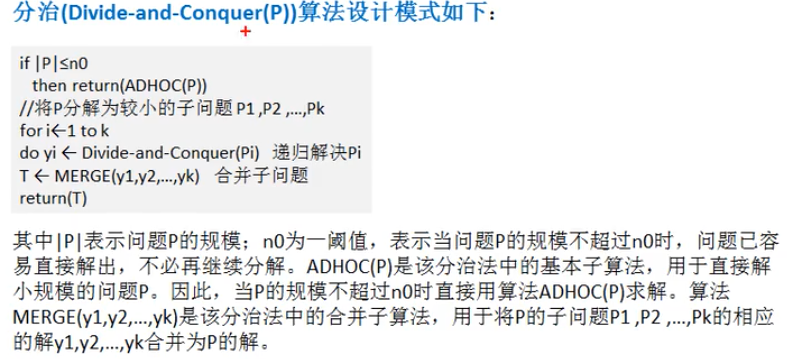 分治(Divide-and-Conquer(P))算法设计模式如下：
if |P|≤n0
then return(ADHOC(P))
//将P分解为较小的子问题 P1 ,P2 ,…,Pk
for i←1 to k
do yi ← Divide-and-Conquer(Pi) 递归解决Pi
T ← MERGE(y1,y2,…,yk) 合并子问题
return(T)
其中|P|表示问题P的规模；n0为一阈值，表示当问题P的规模不超过n0时，问题已容
易直接解出，不必再继续分解。ADHOC(P)是该分治法中的基本子算法，用于直接解
小规模的问题P。因此，当P的规模不超过n0时直接用算法ADHOC(P)求解。算法
MERGE(y1,y2,…,yk)是该分治法中的合并子算法，用于将P的子问题P1 ,P2 ,…,Pk的相应
的解y1,y2,…,yk合并为P的解。